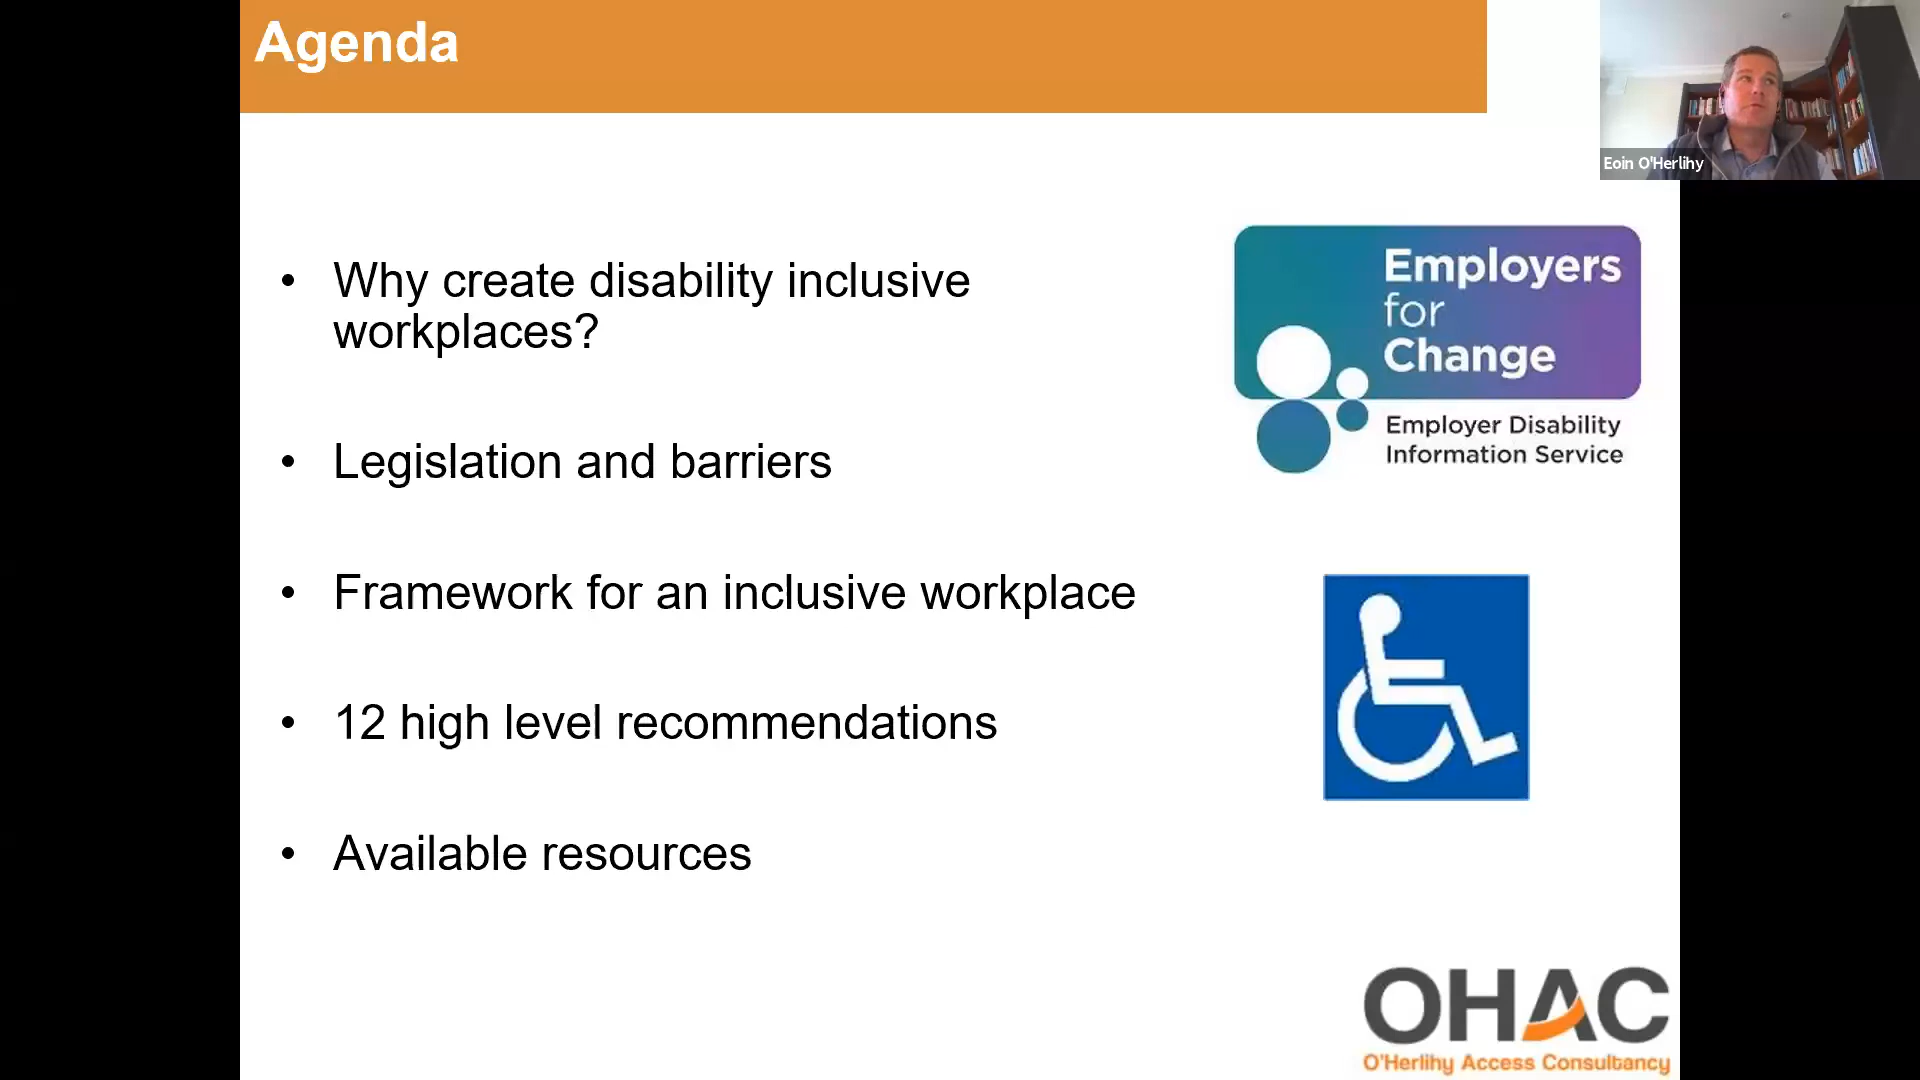 Agenda
Eoin O'Herlihy
• Why create disability inclusive
workplaces?
• Legislation and barriers
• Framework for an inclusive workplace
• 12 high level recommendations
• Available resources
Employers
for
Change
Employer Disability
Information Service
OHAC
O'Herlihy Access Consultancy